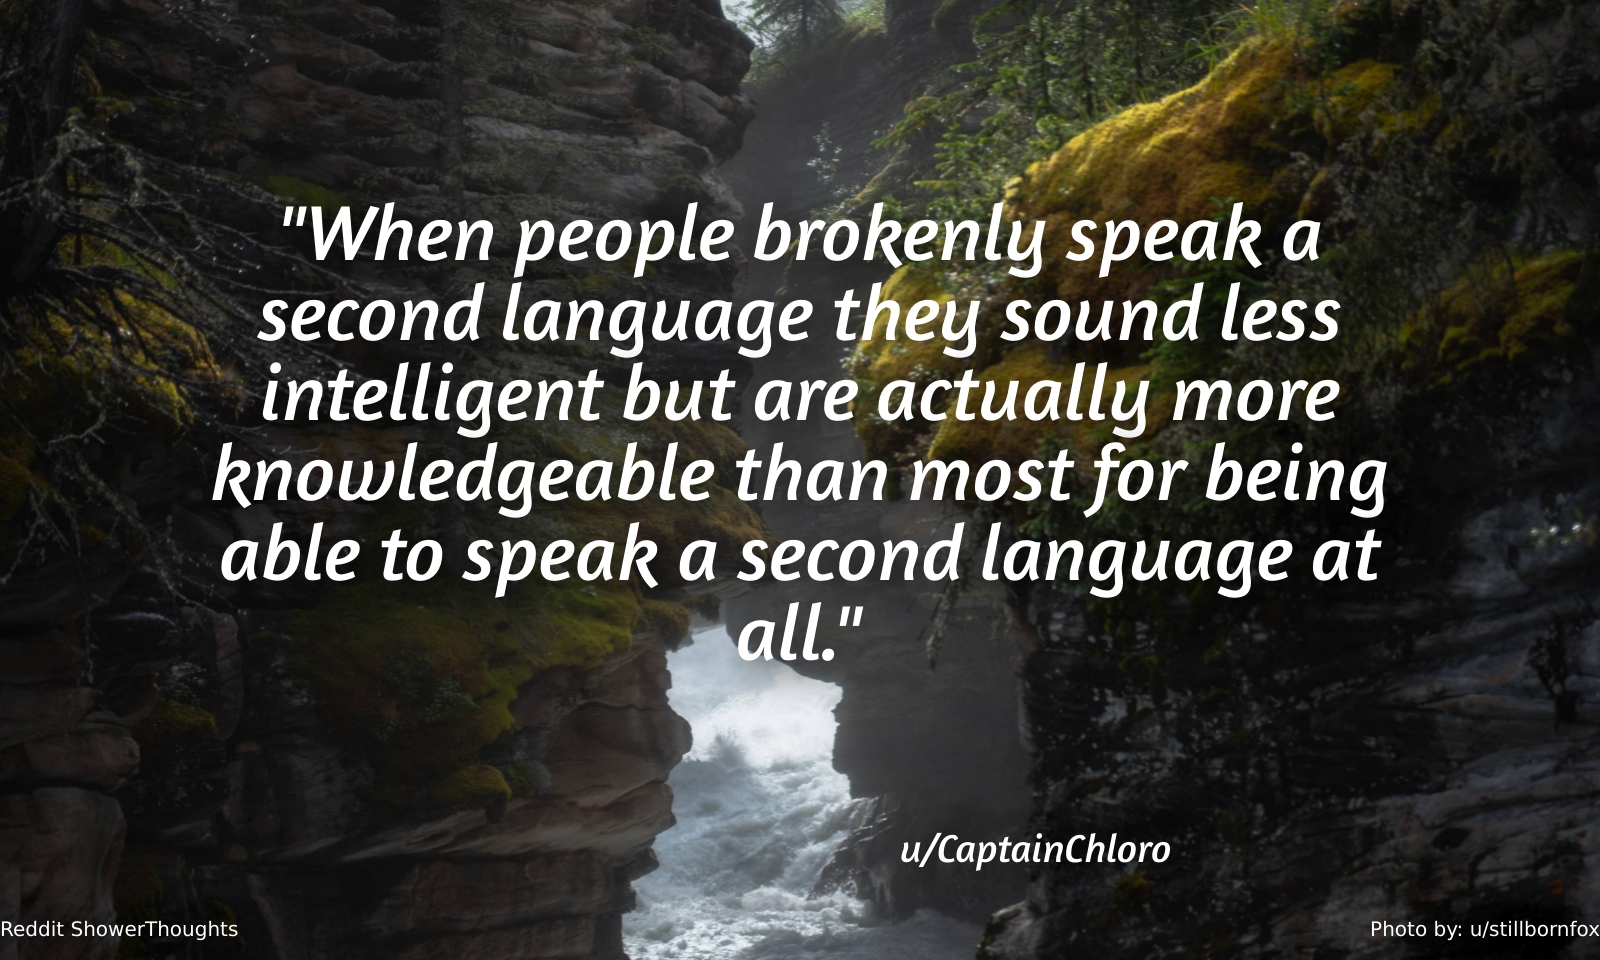 "When people brokenly speak a
second language they sound less
intelligent but are actually more
knowledgeable than most for being
able to speak a second language at
all."
u/CaptainChloro
Reddit ShowerThoughts
Photo by: u/stillbornfox